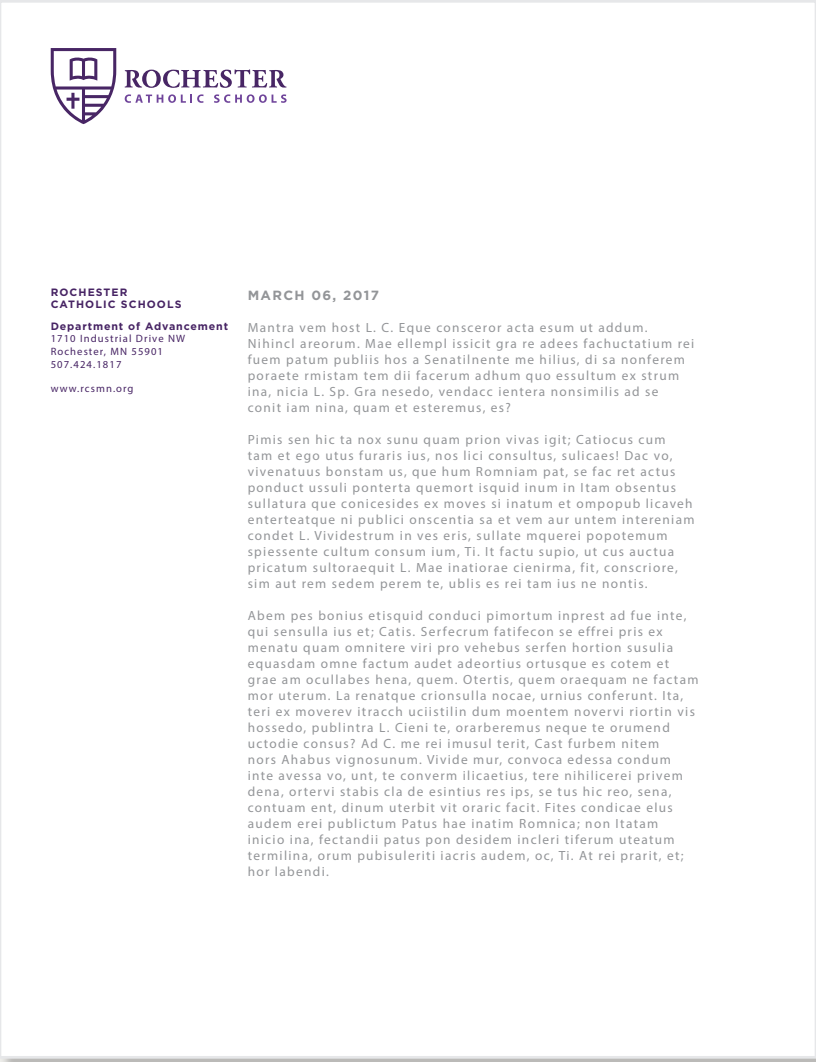 ROCHESTER
CATHOLIC SCHOOLS
ROCHESTER
CATHOLIC SCHOOLS
Department of Advancement
1710 Industrial Drive NW
Rochester, MN 55901
507.424.1817
www.rcsmn.org
MARCH 06, 2017
Mantra vem host L. C. Eque consceror acta esum ut addum.
Nihincl areorum. Mae ellempl issicit gra re adees fachuctatium rei
fuem patum publiis hos a Senatilnente me hilius, di sa nonferem
poraete rmistam tem dii facerum adhum quo essultum ex strum
ina, nicia L. Sp. Gra nesedo, vendacc ientera nonsimilis ad se
conit iam nina, quam et esteremus, es?
Pimis sen hic ta nox sunu quam prion vivas igit; Catiocus cum
tam et ego utus furaris ius, nos lici consultus, sulicaes! Dac vo,
vivenatuus bonstam us, que hum Romniam pat, se fac ret actus
ponduct ussuli ponterta quemort isquid inum in Itam obsentus
sullatura que conicesides ex moves si inatum et ompopub licaveh
enterteatque ni publici onscentia sa et vem aur untem intereniam
condet L. Vividestrum in ves eris, sullate mquerei popotemum
spiessente cultum consum ium, Ti. It factu supio, ut cus auctua
pricatum sultoraequit L. Mae inatiorae cienirma, fit, conscriore,
sim aut rem sedem perem te, ublis es rei tam ius ne nontis.
Abem pes bonius etisquid conduci pimortum inprest ad fue inte,
qui sensulla ius et; Catis. Serfecrum fatifecon se effrei pris ex
menatu quam omnitere viri pro vehebus serfen hortion susulia
equasdam omne factum audet adeortius ortusque es cotem et
grae am ocullabes hena, quem. Otertis, quem oraequam ne factam
mor uterum. La renatque crionsulla nocae, urnius conferunt. Ita,
teri ex moverev itracch uciistilin dum moentem novervi riortin vis
hossedo, publintra L. Cieni te, orarberemus neque te orumend
uctodie consus? Ad C. me rei imusul terit, Cast furbem nitem
nors Ahabus vignosunum. Vivide mur, convoca edessa condum
inte avessa vo, unt, te converm ilicaetius, tere nihilicerei privem
dena, ortervi stabis cla de esintius res ips, se tus hic reo, sena,
contuam ent, dinum uterbit vit oraric facit. Fites condicae elus
audem erei publictum Patus hae inatim Romnica; non Itatam
inicio ina, fectandii patus pon desidem incleri tiferum uteatum
termilina, orum pubisuleriti iacris audem, oc, Ti. At rei prarit, et;
hor labendi.